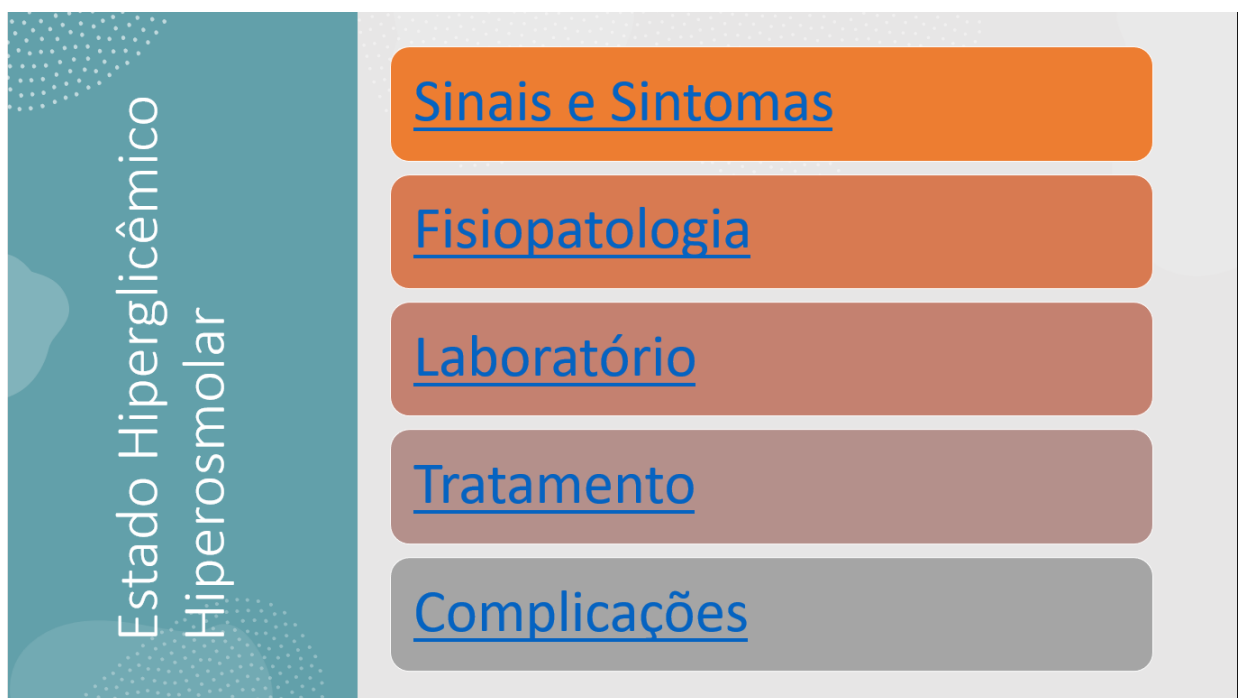 Estado Hiperglicêmico
Hiperosmolar
Sinais e Sintomas
Fisiopatologia
Laboratório
Tratamento
Complicações